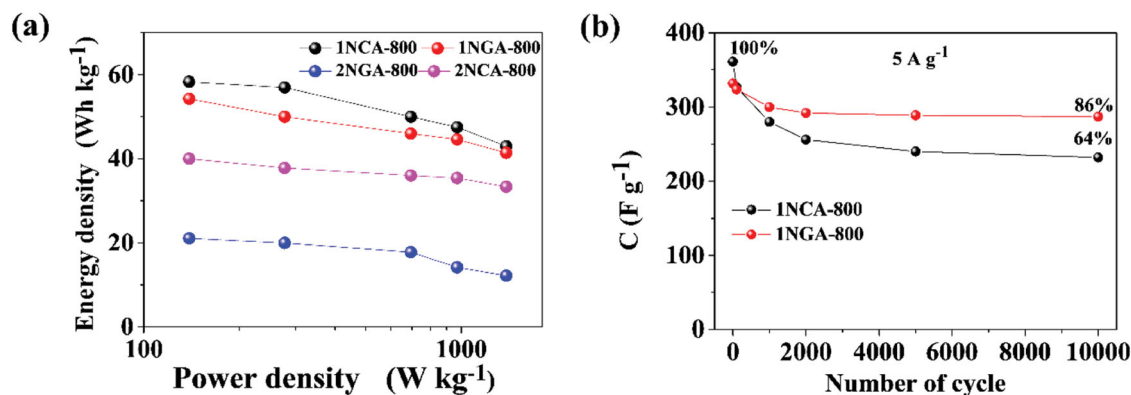 (a)
Energy density (Wh kg⁻¹)
60
40
20
0
1NCA-800 1NGA-800
2NGA-800 2NCA-800
100 1000
Power density (W kg⁻¹)
(b)
C (F g⁻¹)
400
300
200
100
0
100%
5 A g⁻¹
86%
64%
1NCA-800
1NGA-800
0 2000 4000 6000 8000 10000
Number of cycle